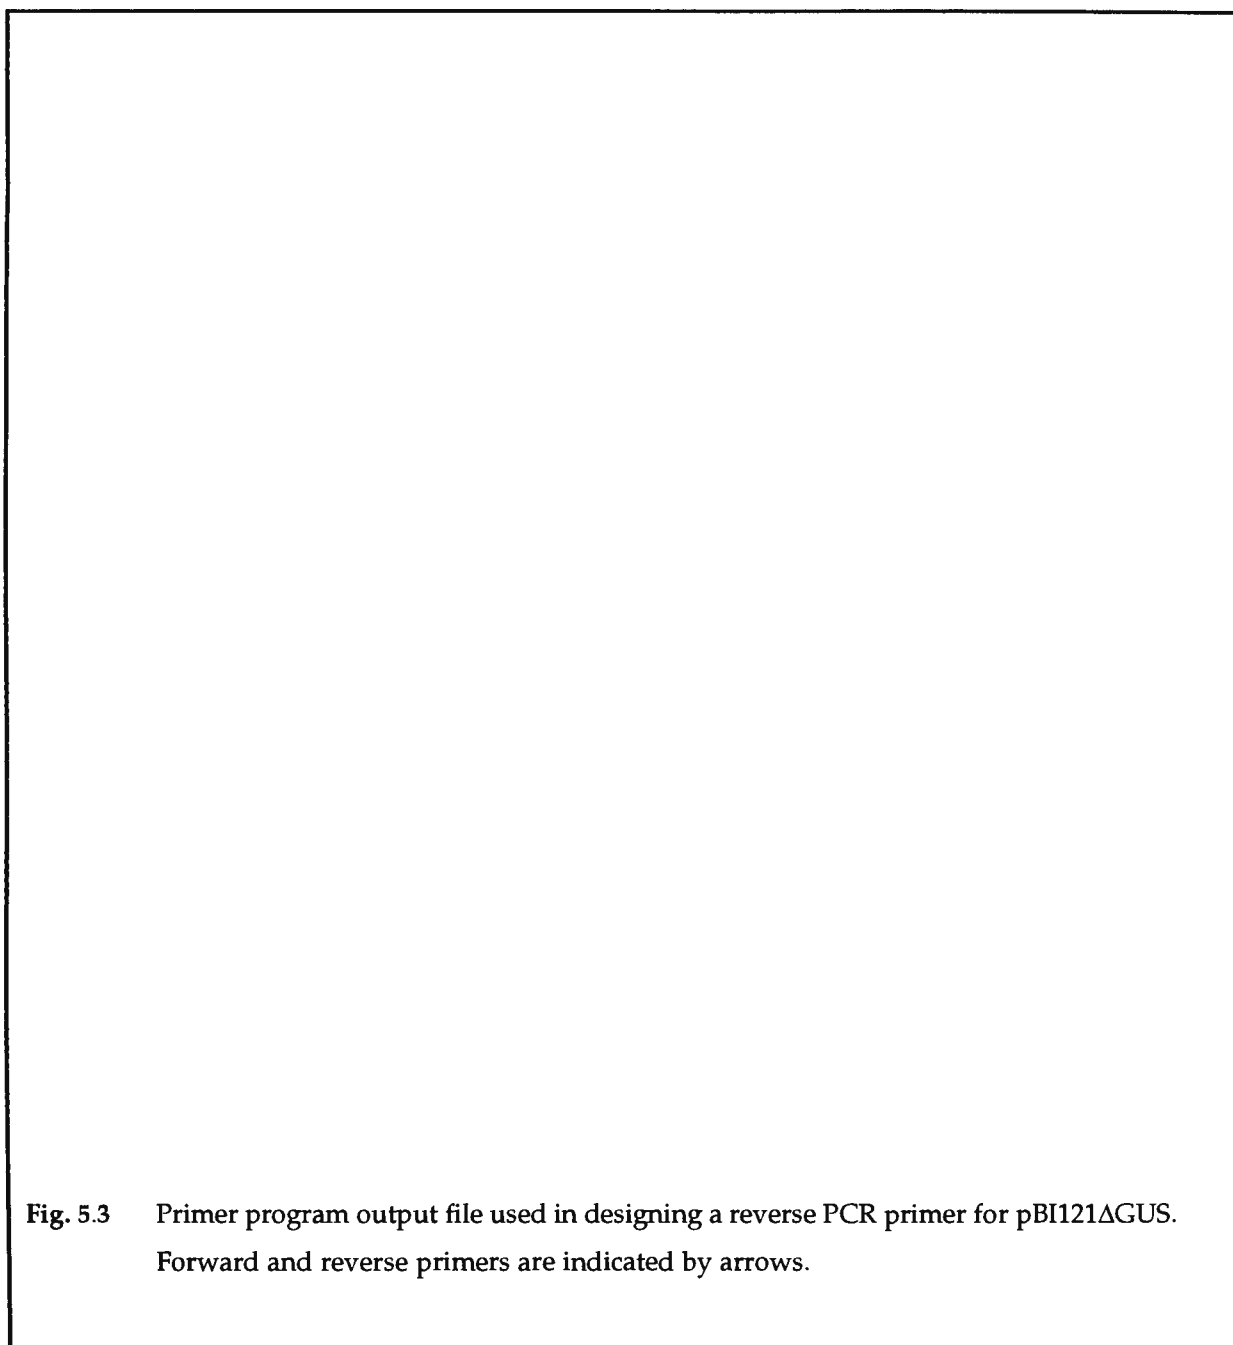 Fig. 5.3 Primer program output file used in designing a reverse PCR primer for pBI121ΔGUS.
Forward and reverse primers are indicated by arrows.